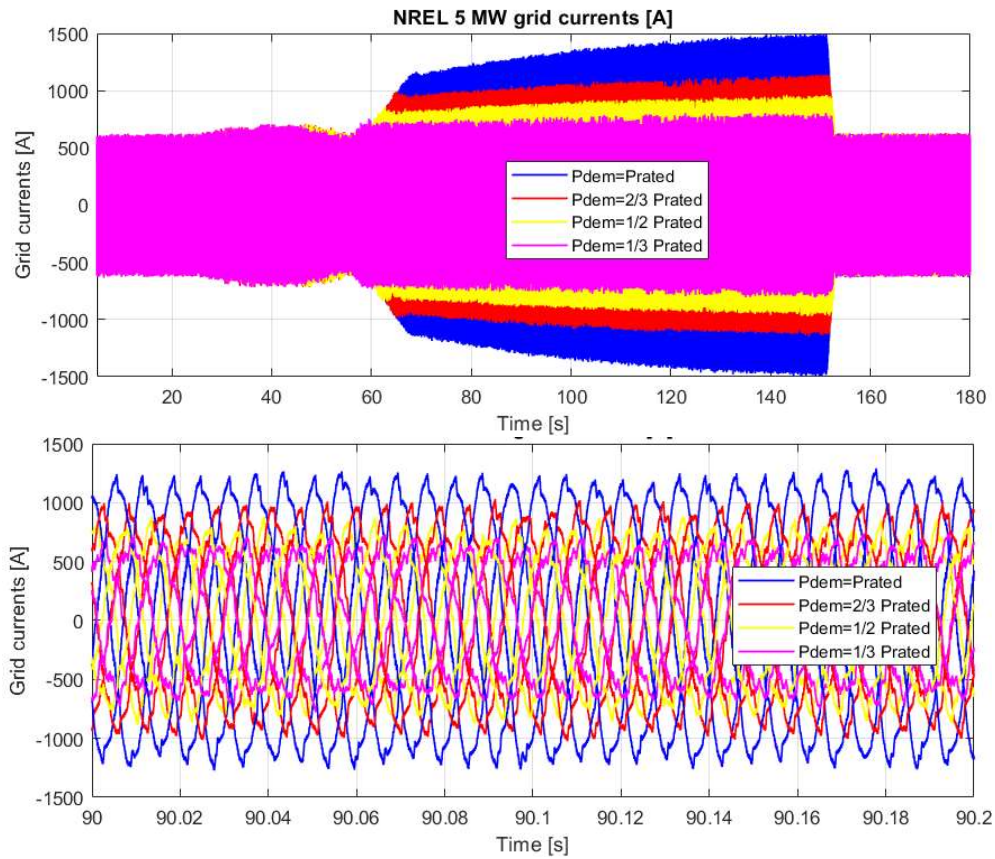 NREL 5 MW grid currents [A]
Grid currents [A]
1500
1000
500
0
-500
-1000
-1500
Pdem=Prated
Pdem=2/3 Prated
Pdem=1/2 Prated
Pdem=1/3 Prated
20 40 60 80 100 120 140 160 180
Time [s]
Grid currents [A]
1500
1000
500
0
-500
-1000
-1500
Pdem=Prated
Pdem=2/3 Prated
Pdem=1/2 Prated
Pdem=1/3 Prated
90 90.02 90.04 90.06 90.08 90.1 90.12 90.14 90.16 90.18 90.2
Time [s]